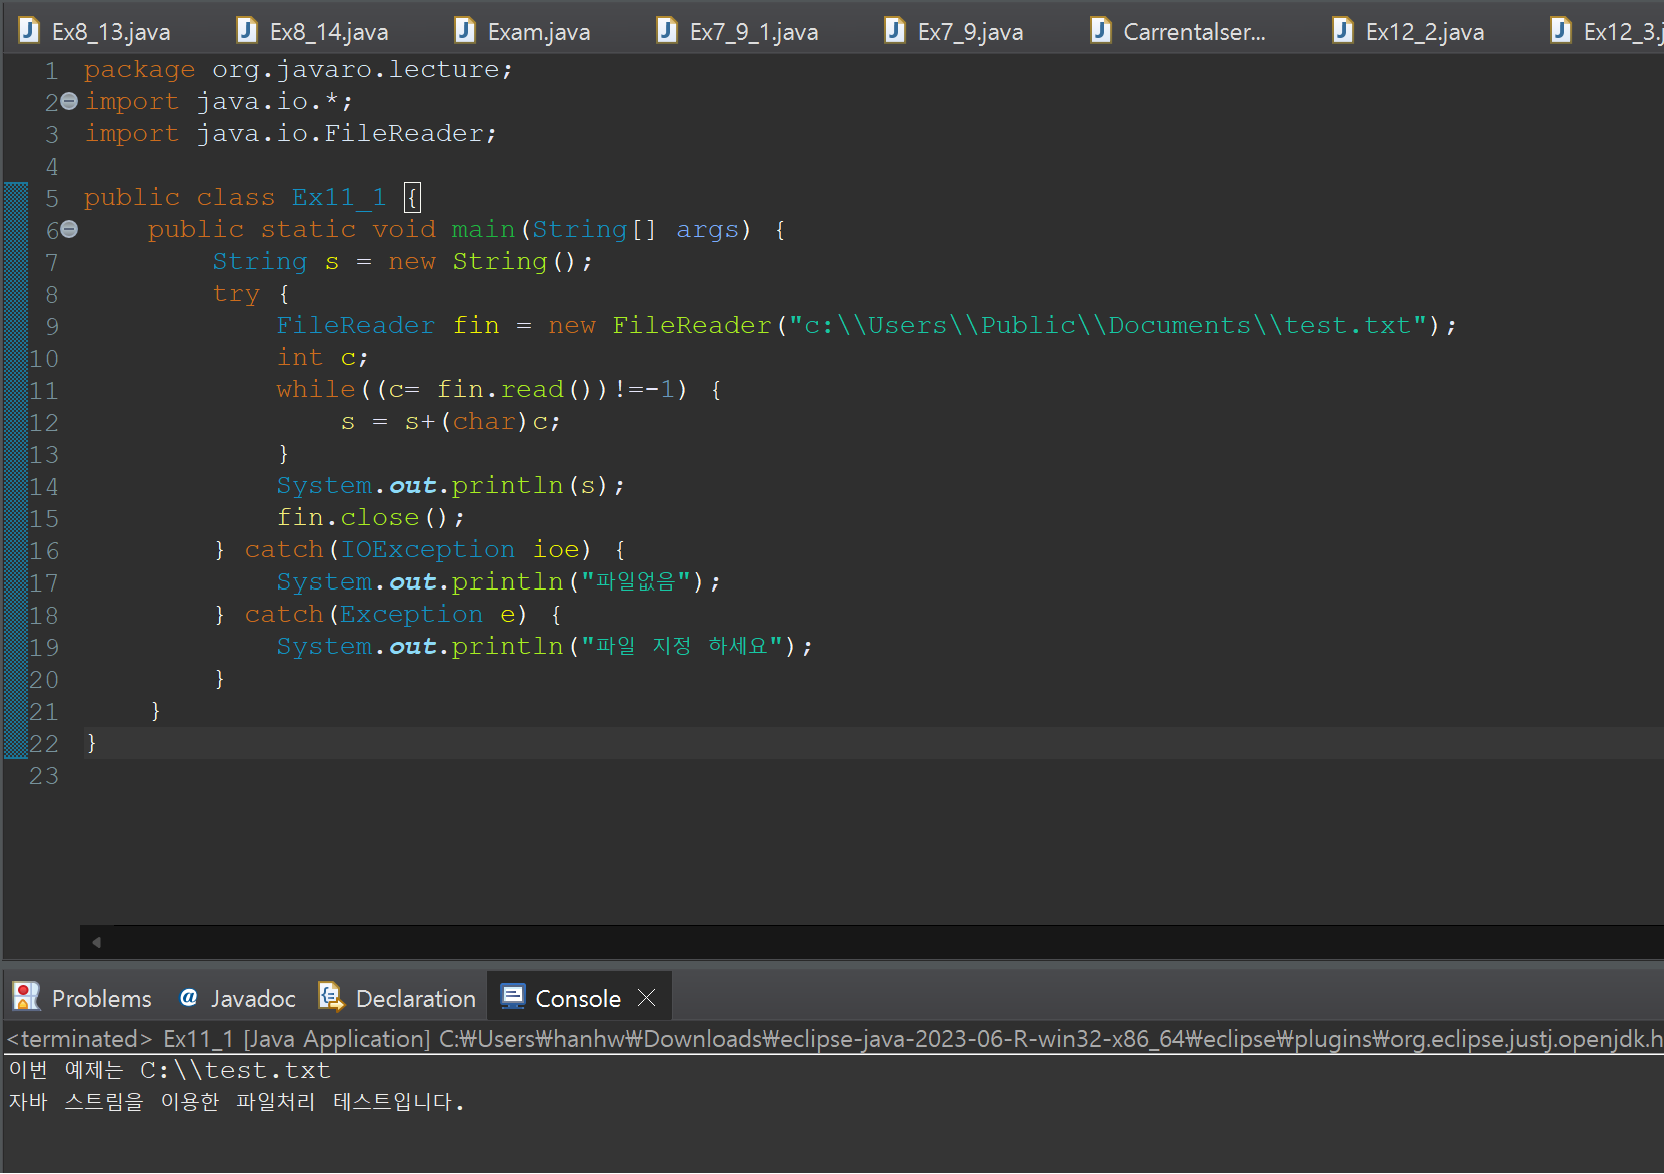 Ex8_13.java Ex8_14.java Exam.java Ex7_9_1.java Ex7_9.java Carrentalser... Ex12_2.java Ex12_3.j
1 package org.javaro.lecture;
2 import java.io.*;
3 import java.io.FileReader;
4
5 public class Ex11_1 {
6 public static void main(String[] args) {
7 String s = new String();
8 try {
9 FileReader fin = new FileReader("c:\\Users\\Public\\Documents\\test.txt");
10 int c;
11 while((c= fin.read())!=-1) {
12 s = s+(char)c;
13 }
14 System.out.println(s);
15 fin.close();
16 } catch(IOException ioe) {
17 System.out.println("파일없음");
18 } catch(Exception e) {
19 System.out.println("파일 지정 하세요");
20 }
21 }
22 }
23
Problems Javadoc Declaration Console
<terminated> Ex11_1 [Java Application] C:₩Users₩hanhw₩Downloads₩eclipse-java-2023-06-R-win32-x86_64₩eclipse₩plugins₩org.eclipse.justj.openjdk.h
이번 예제는 C:\\test.txt
자바 스트림을 이용한 파일처리 테스트입니다.